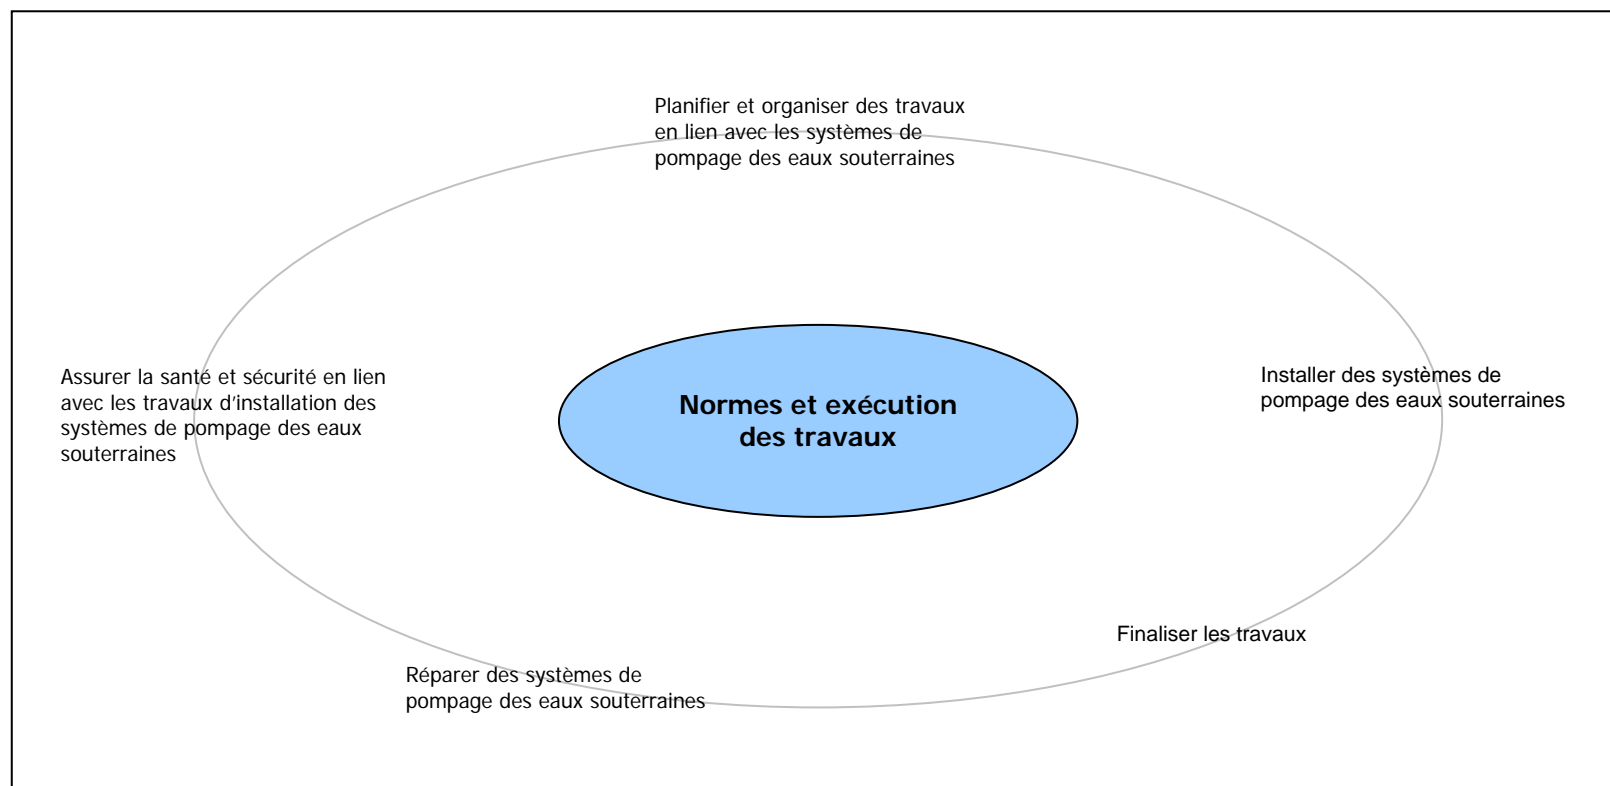 Planifier et organiser des travaux
en lien avec les systèmes de
pompage des eaux souterraines
Assurer la santé et sécurité en lien
avec les travaux d'installation des
systèmes de pompage des eaux
souterraines
Normes et exécution
des travaux
Installer des systèmes de
pompage des eaux souterraines
Finaliser les travaux
Réparer des systèmes de
pompage des eaux souterraines